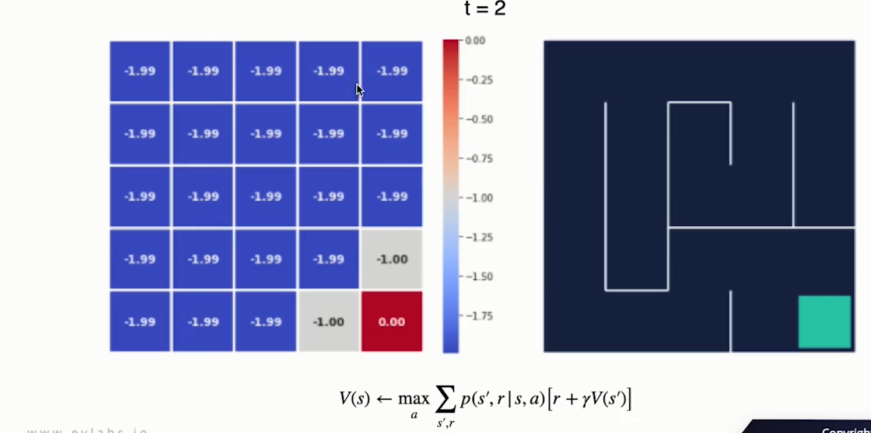 t = 2
-1.99 -1.99 -1.99 -1.99 -1.99
-1.99 -1.99 -1.99 -1.99 -1.99
-1.99 -1.99 -1.99 -1.99 -1.99
-1.99 -1.99 -1.99 -1.99 -1.00
-1.99 -1.99 -1.99 -1.00 0.00
0.00
−0.25
−0.50
−0.75
−1.00
−1.25
−1.50
−1.75
V(s) ← max_a ∑_{s′,r} p(s′, r | s, a)[r + γV(s′)]
Copyrigh